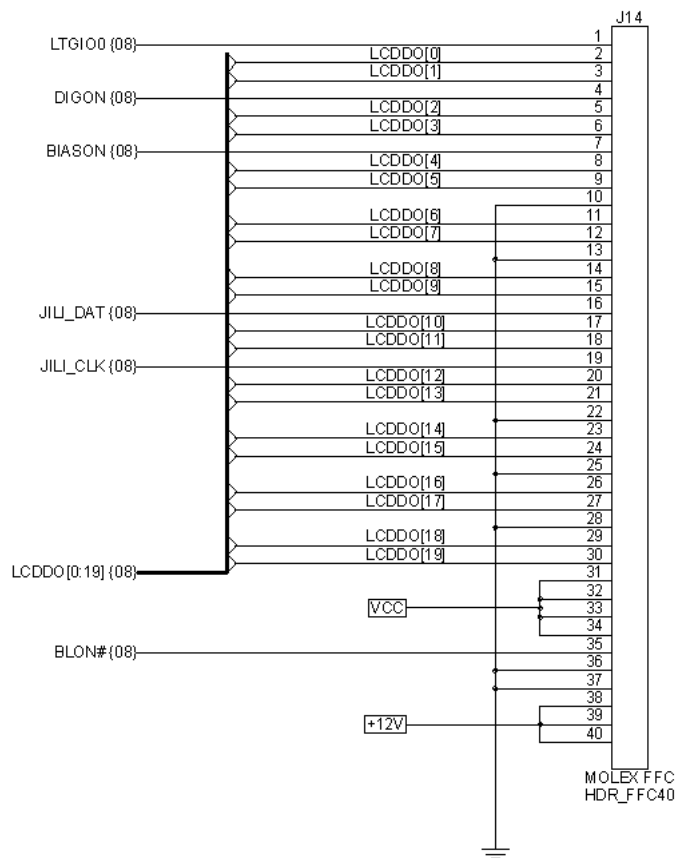 J14
1
LTGIO0 {08}
LCDDO[0] 2
LCDDO[1] 3
4
DIGON {08}
LCDDO[2] 5
LCDDO[3] 6
7
BIASON {08}
LCDDO[4] 8
LCDDO[5] 9
10
LCDDO[6] 11
LCDDO[7] 12
13
LCDDO[8] 14
LCDDO[9] 15
16
JILI_DAT {08}
LCDDO[10] 17
LCDDO[11] 18
19
JILI_CLK {08}
LCDDO[12] 20
LCDDO[13] 21
22
LCDDO[14] 23
LCDDO[15] 24
25
LCDDO[16] 26
LCDDO[17] 27
28
LCDDO[18] 29
LCDDO[19] 30
LCDDO[0:19] {08} 31
32
VCC 33
34
35
BLON# {08}
36
37
38
+12V 39
40
MOLEX FFC
HDR_FFC40